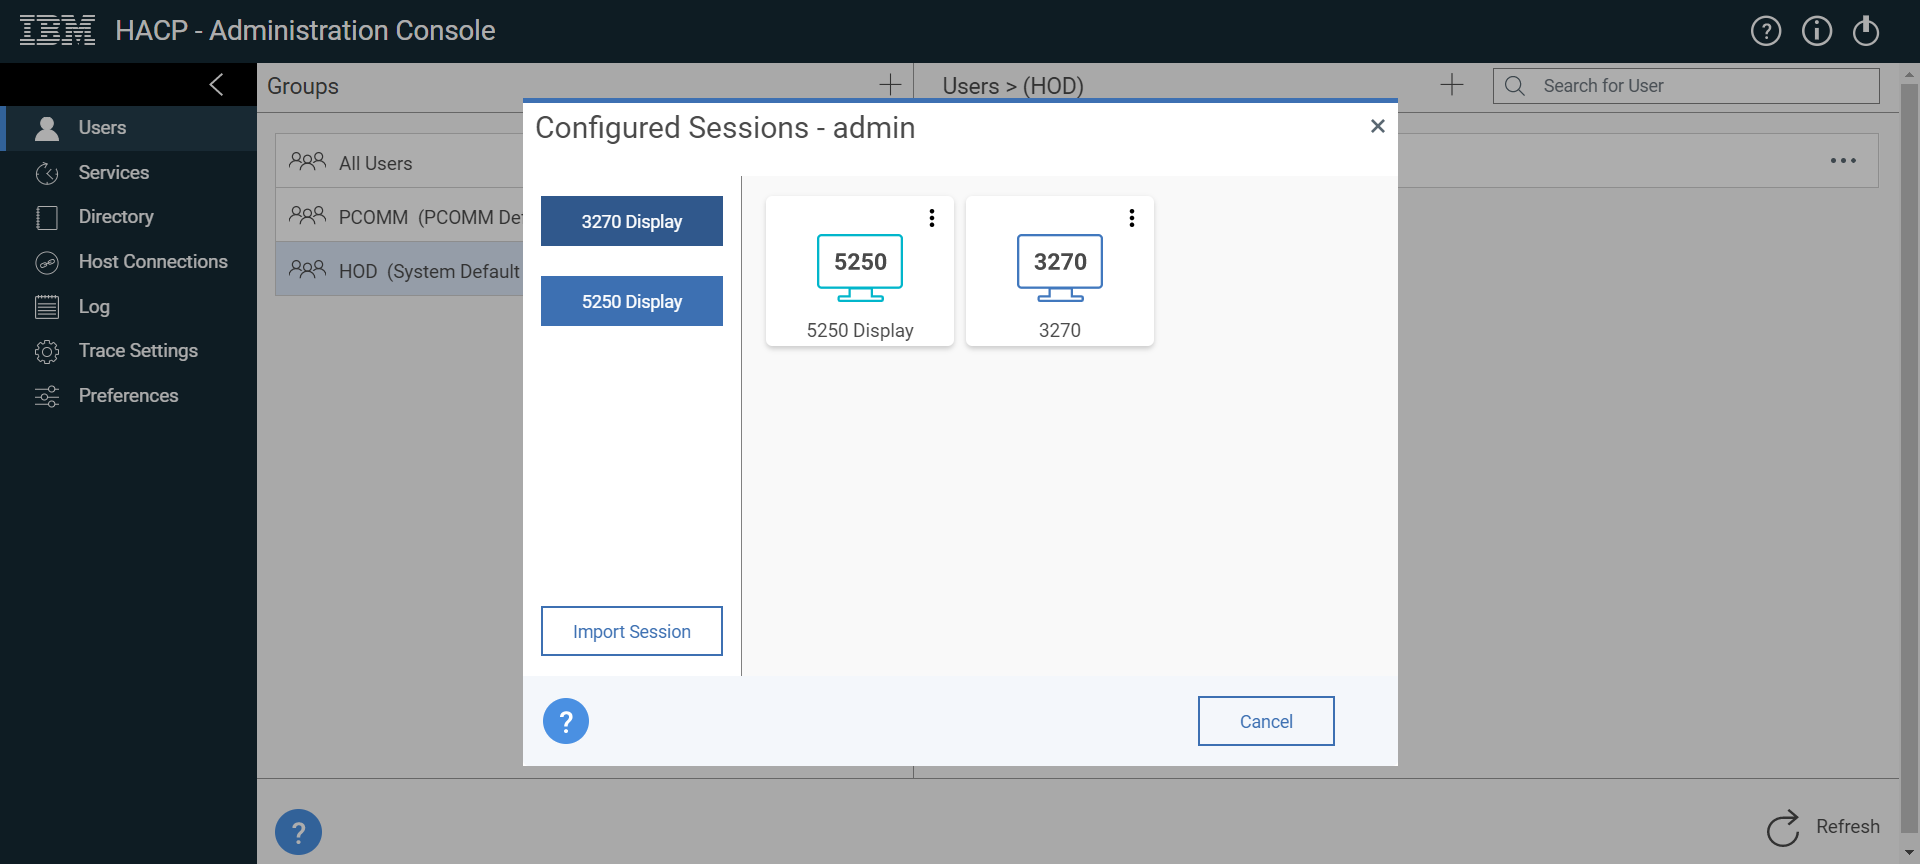 IBM HACP - Administration Console
Users
Services
Directory
Host Connections
Log
Trace Settings
Preferences
Groups
All Users
PCOMM (PCOMM De
HOD (System Default
Users > (HOD)
Search for User
Configured Sessions - admin
3270 Display
5250 Display
Import Session
5250
5250 Display
3270
3270
?
Cancel
?
Refresh